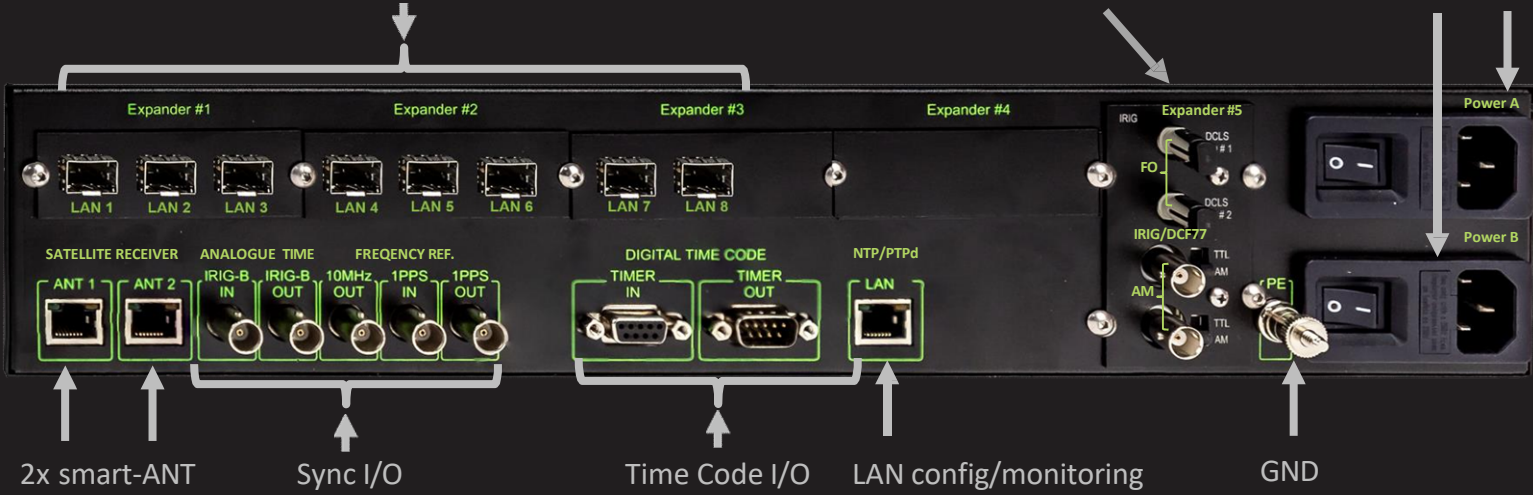 Expander #1
Expander #2
Expander #3
Expander #4
Expander #5
Power A
IRIG
DCLS
# 1
FO
LAN 1
LAN 2
LAN 3
LAN 4
LAN 5
LAN 6
LAN 7
LAN 8
DCLS
# 2
IRIG/DCF77
Power B
SATELLITE RECEIVER
ANALOGUE TIME
FREQENCY REF.
DIGITAL TIME CODE
NTP/PTPd
TTL
AM
ANT 1
ANT 2
IRIG-B
IN
IRIG-B
OUT
10MHz
OUT
1PPS
IN
1PPS
OUT
TIMER
IN
TIMER
OUT
LAN
AM
PE
TTL
AM
O I
O I
2x smart-ANT
Sync I/O
Time Code I/O
LAN config/monitoring
GND